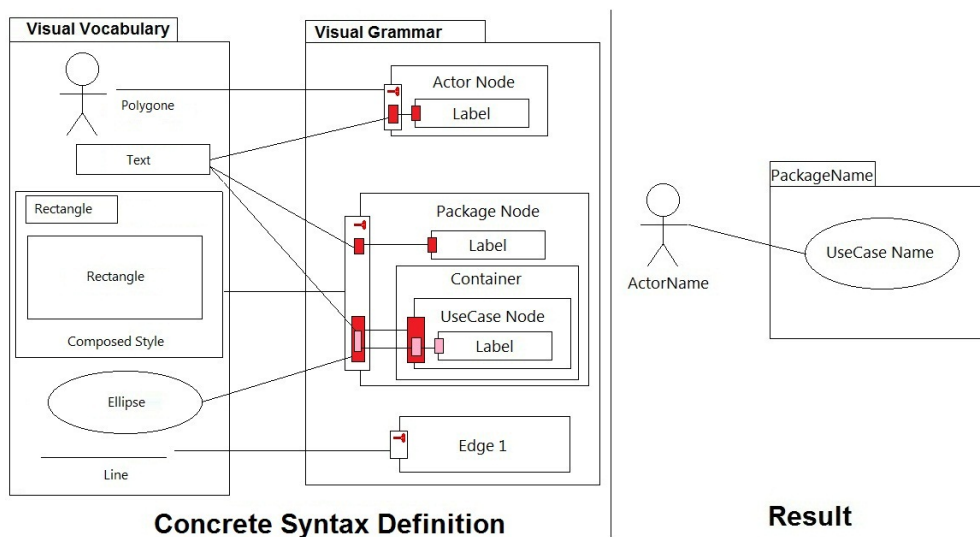 Visual Vocabulary
Polygone
Text
Rectangle
Rectangle
Composed Style
Ellipse
Line
Visual Grammar
Actor Node
Label
Package Node
Label
Container
UseCase Node
Label
Edge 1
Concrete Syntax Definition
PackageName
UseCase Name
ActorName
Result